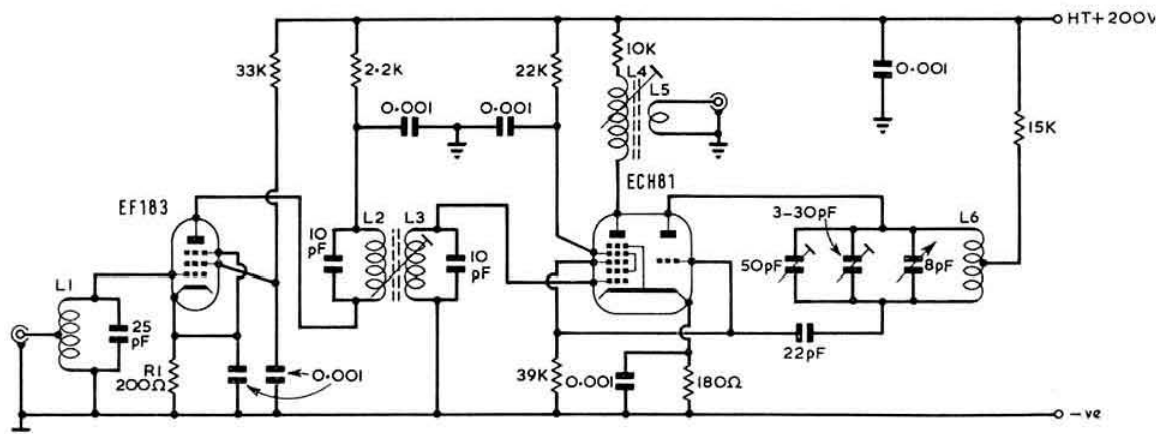 HT+200V
33K
2·2K
22K
10K
L4
L5
0·001
0·001
0·001
15K
EF183
ECH81
L1
25
pF
10
pF
L2
L3
10
pF
3-30pF
50pF
8pF
L6
22pF
R1
200Ω
0·001
39K
0·001
180Ω
-ve